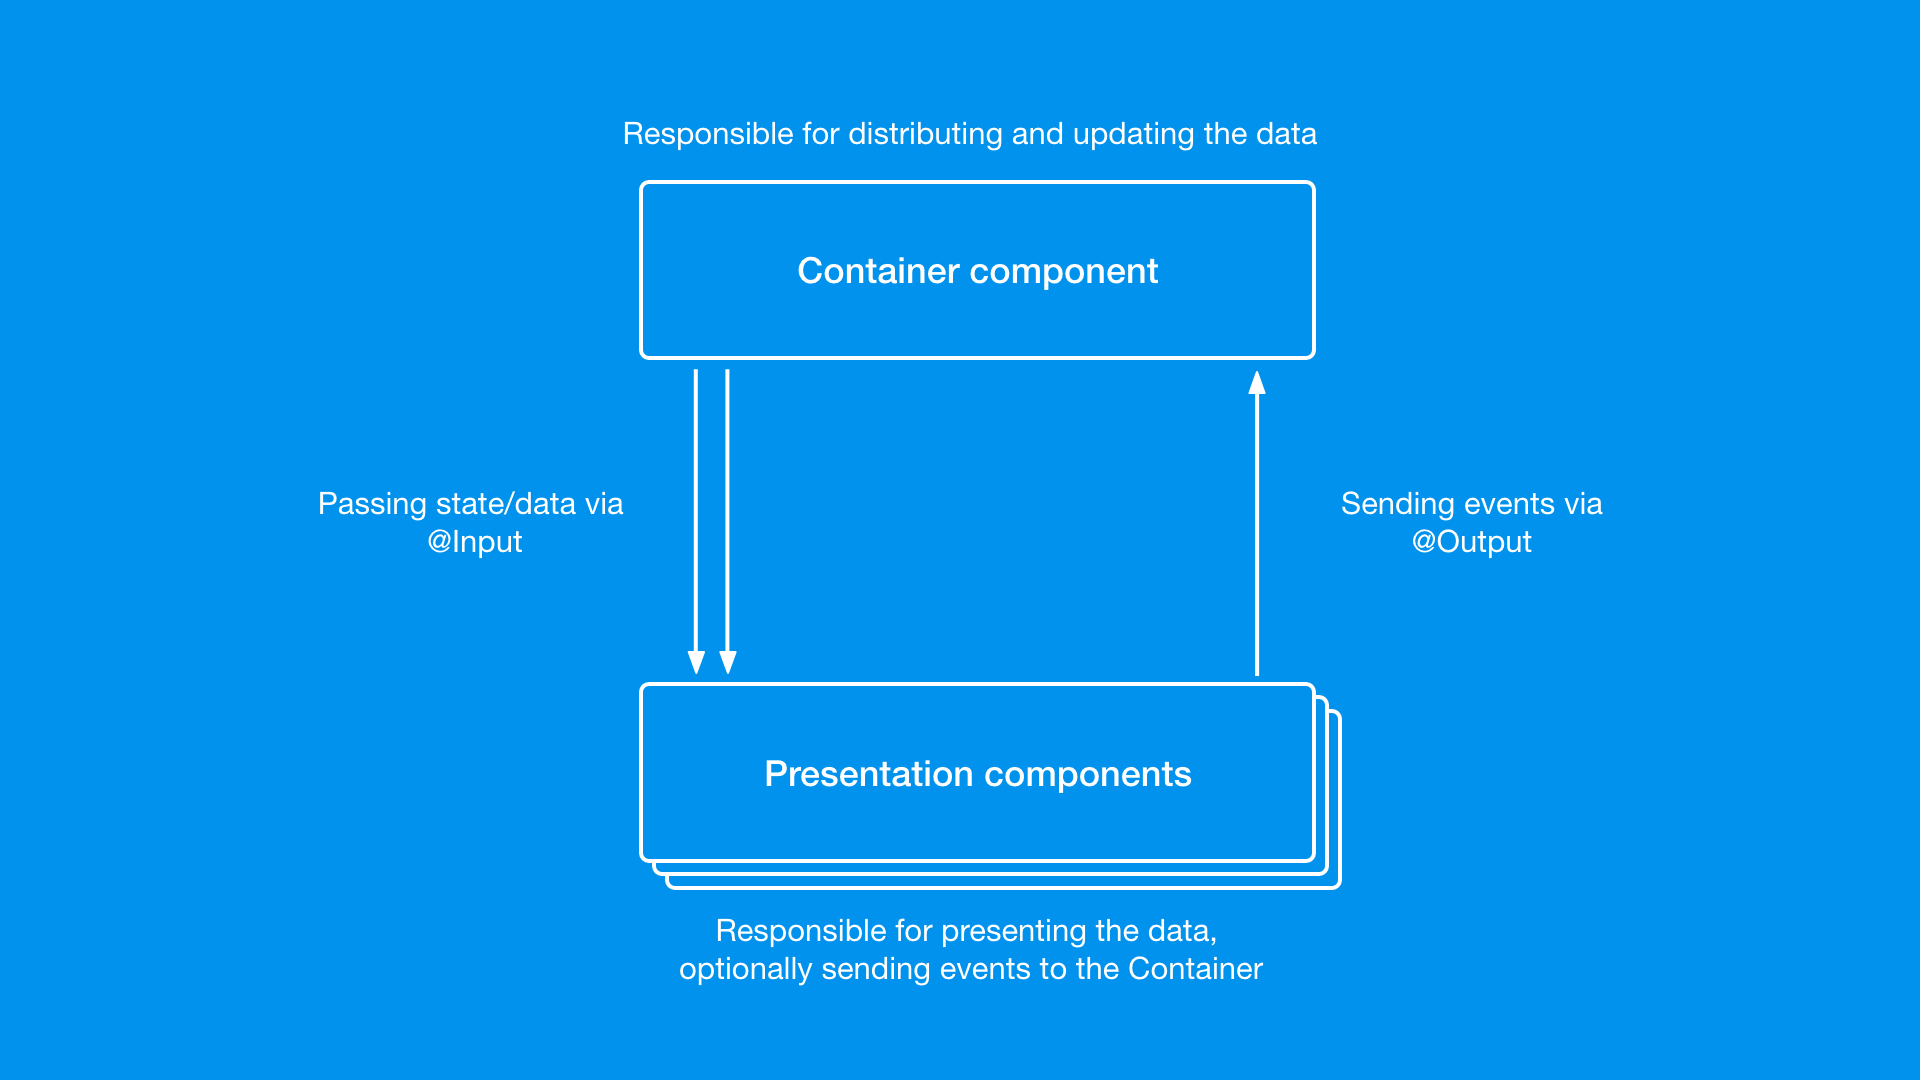 Responsible for distributing and updating the data
Container component
Passing state/data via
@Input
Sending events via
@Output
Presentation components
Responsible for presenting the data,
optionally sending events to the Container